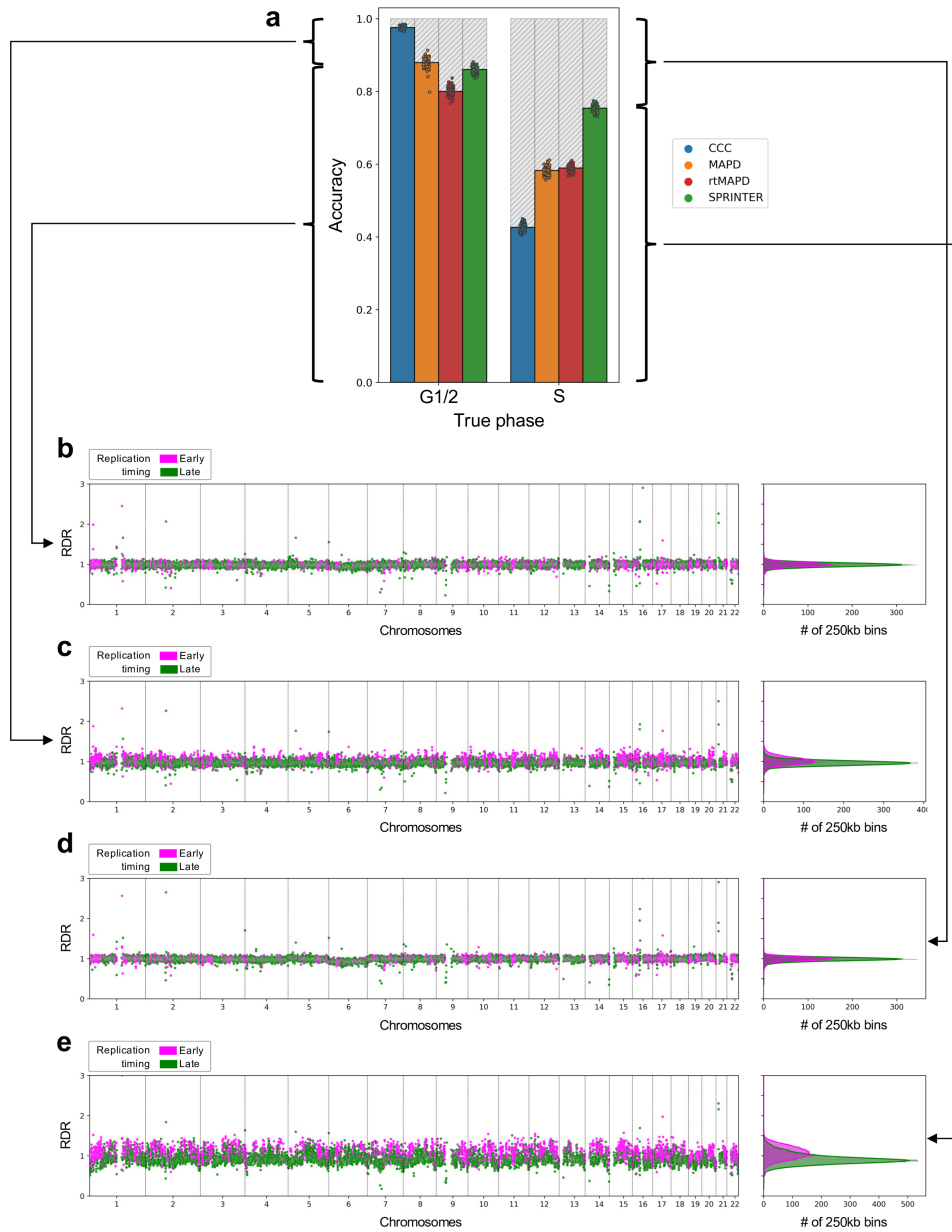 a
1.0
0.8
0.6
0.4
0.2
0.0
Accuracy
G1/2
S
True phase
CCC
MAPD
rtMAPD
SPRINTER
b
Replication timing
Early
Late
3
2
1
0
RDR
1 2 3 4 5 6 7 8 9 10 11 12 13 14 15 16 17 18 19 20 21 22
Chromosomes
0 100 200 300
# of 250kb bins
c
Replication timing
Early
Late
3
2
1
0
RDR
1 2 3 4 5 6 7 8 9 10 11 12 13 14 15 16 17 18 19 20 21 22
Chromosomes
0 100 200 300 400
# of 250kb bins
d
Replication timing
Early
Late
3
2
1
0
RDR
1 2 3 4 5 6 7 8 9 10 11 12 13 14 15 16 17 18 19 20 21 22
Chromosomes
0 100 200 300
# of 250kb bins
e
Replication timing
Early
Late
3
2
1
0
RDR
1 2 3 4 5 6 7 8 9 10 11 12 13 14 15 16 17 18 19 20 21 22
Chromosomes
0 100 200 300 400 500
# of 250kb bins